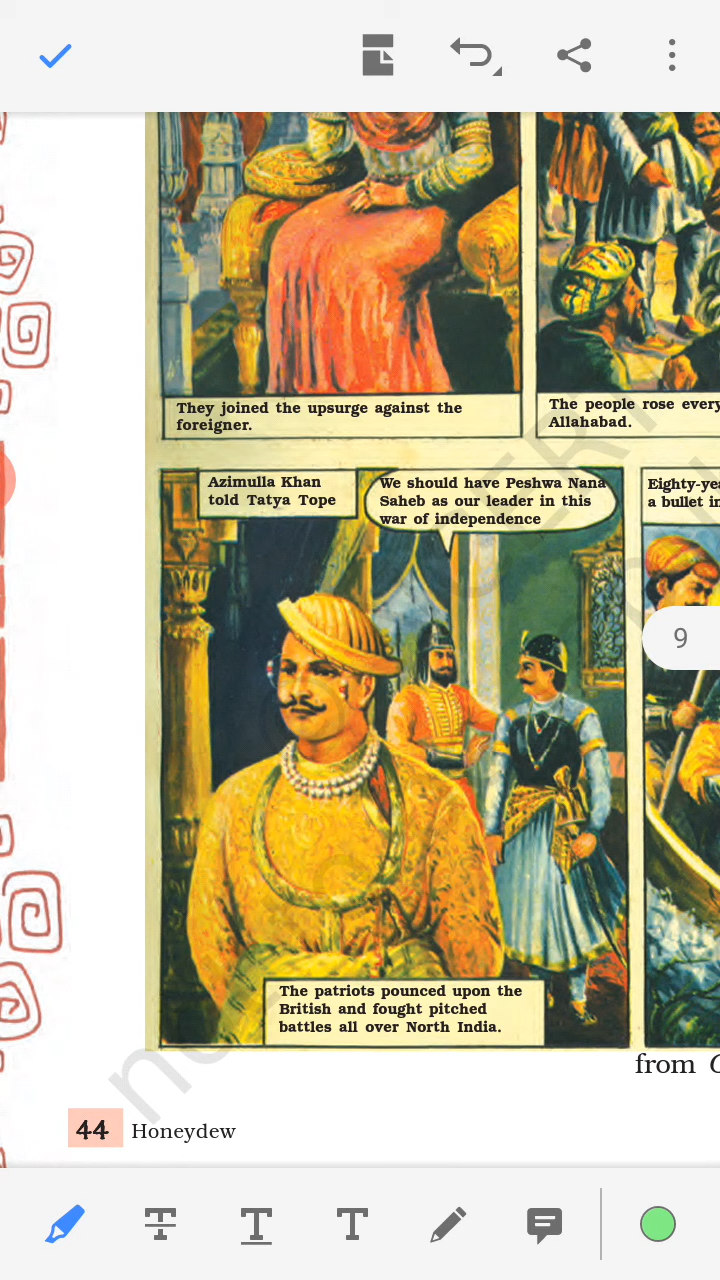 They joined the upsurge against the
foreigner.
The people rose
Allahabad.
Azimulla Khan
told Tatya Tope
We should have Peshwa Nana
Saheb as our leader in this
war of independence
a bullet
9
The patriots pounced upon the
British and fought pitched
battles all over North India.
from
44 Honeydew